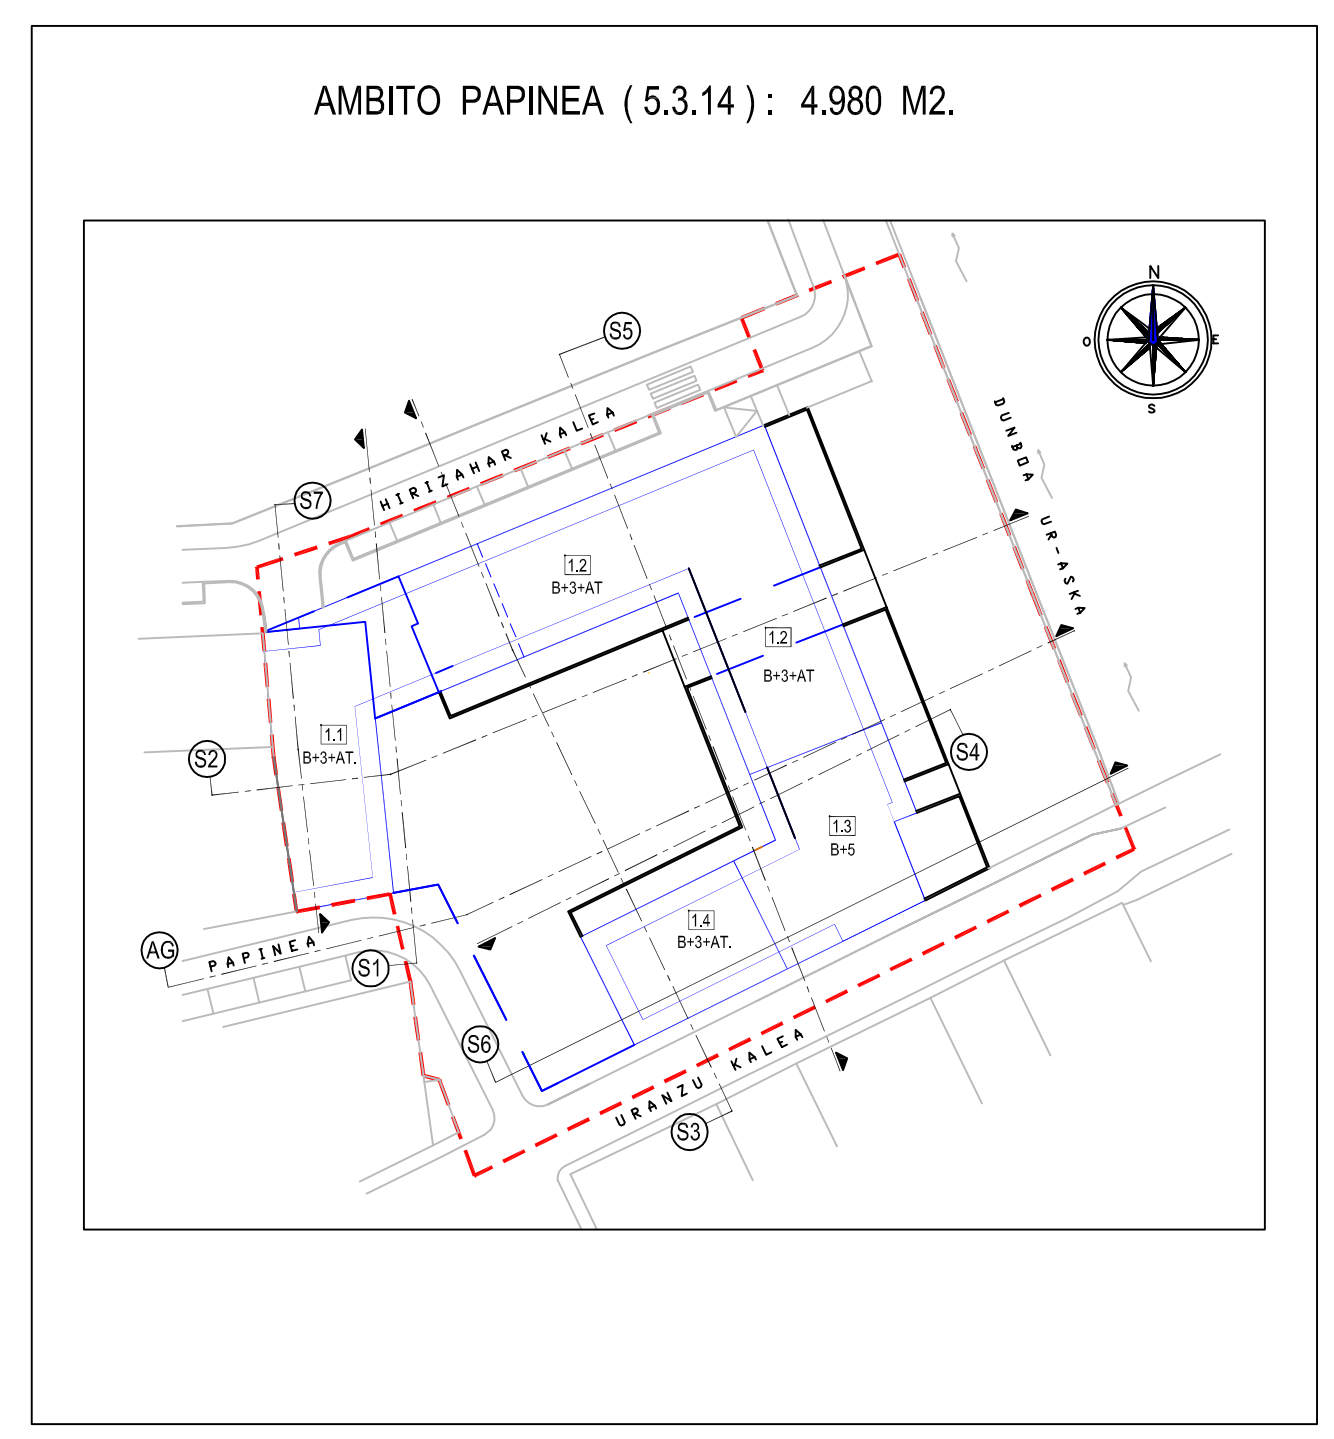 AMBITO PAPINEA ( 5.3.14 ) : 4.980 M2.
N
O
E
S
S5
HIRIZAHAR KALEA
DUNBOA UR-ASKA
S7
1.2
B+3+AT
1.2
B+3+AT
1.1
B+3+AT.
S2
S4
1.3
B+5
1.4
B+3+AT.
AG
PAPINEA
S1
S6
URANZU KALEA
S3